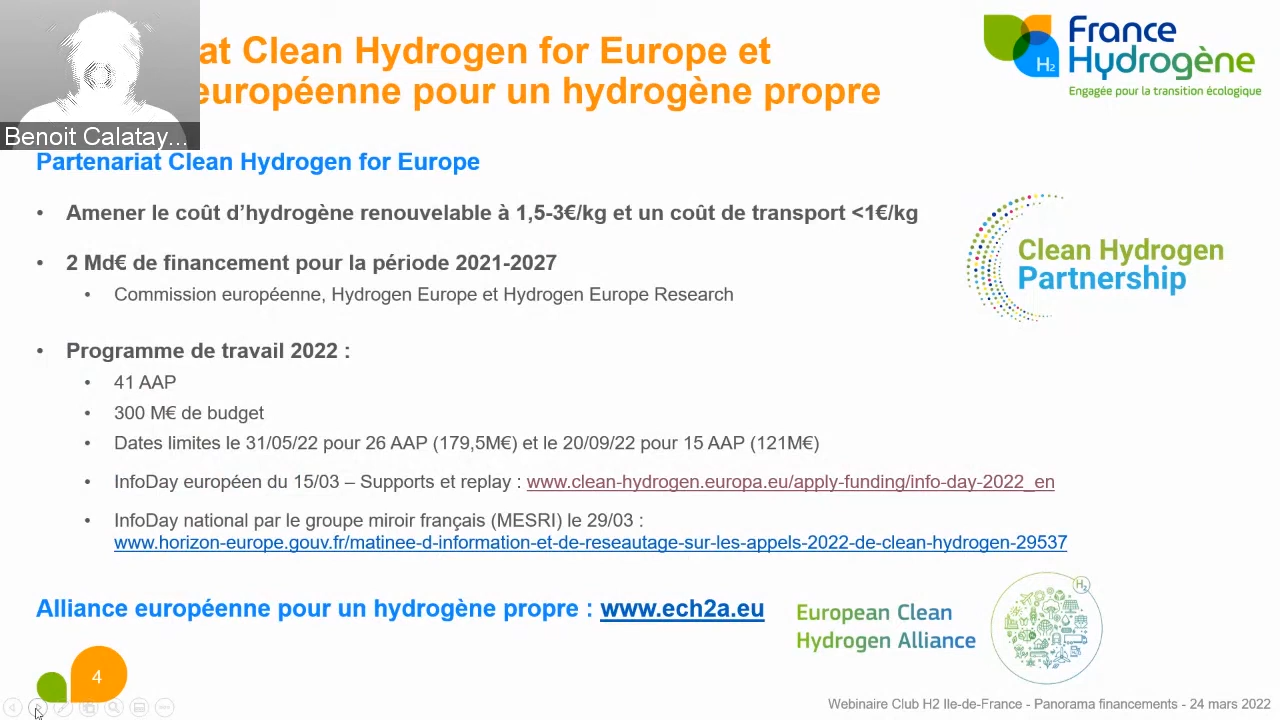 at Clean Hydrogen for Europe et
européenne pour un hydrogène propre
Benoit Calatay...
France
Hydrogène
H2
Engagée pour la transition écologique
Partenariat Clean Hydrogen for Europe
• Amener le coût d’hydrogène renouvelable à 1,5-3€/kg et un coût de transport <1€/kg
• 2 Md€ de financement pour la période 2021-2027
• Commission européenne, Hydrogen Europe et Hydrogen Europe Research
Clean Hydrogen
Partnership
• Programme de travail 2022 :
• 41 AAP
• 300 M€ de budget
• Dates limites le 31/05/22 pour 26 AAP (179,5M€) et le 20/09/22 pour 15 AAP (121M€)
• InfoDay européen du 15/03 – Supports et replay : www.clean-hydrogen.europa.eu/apply-funding/info-day-2022_en
• InfoDay national par le groupe miroir français (MESRI) le 29/03 :
www.horizon-europe.gouv.fr/matinee-d-information-et-de-reseautage-sur-les-appels-2022-de-clean-hydrogen-29537
Alliance européenne pour un hydrogène propre : www.ech2a.eu
European Clean
Hydrogen Alliance
H2
4
Webinaire Club H2 Ile-de-France - Panorama financements - 24 mars 2022